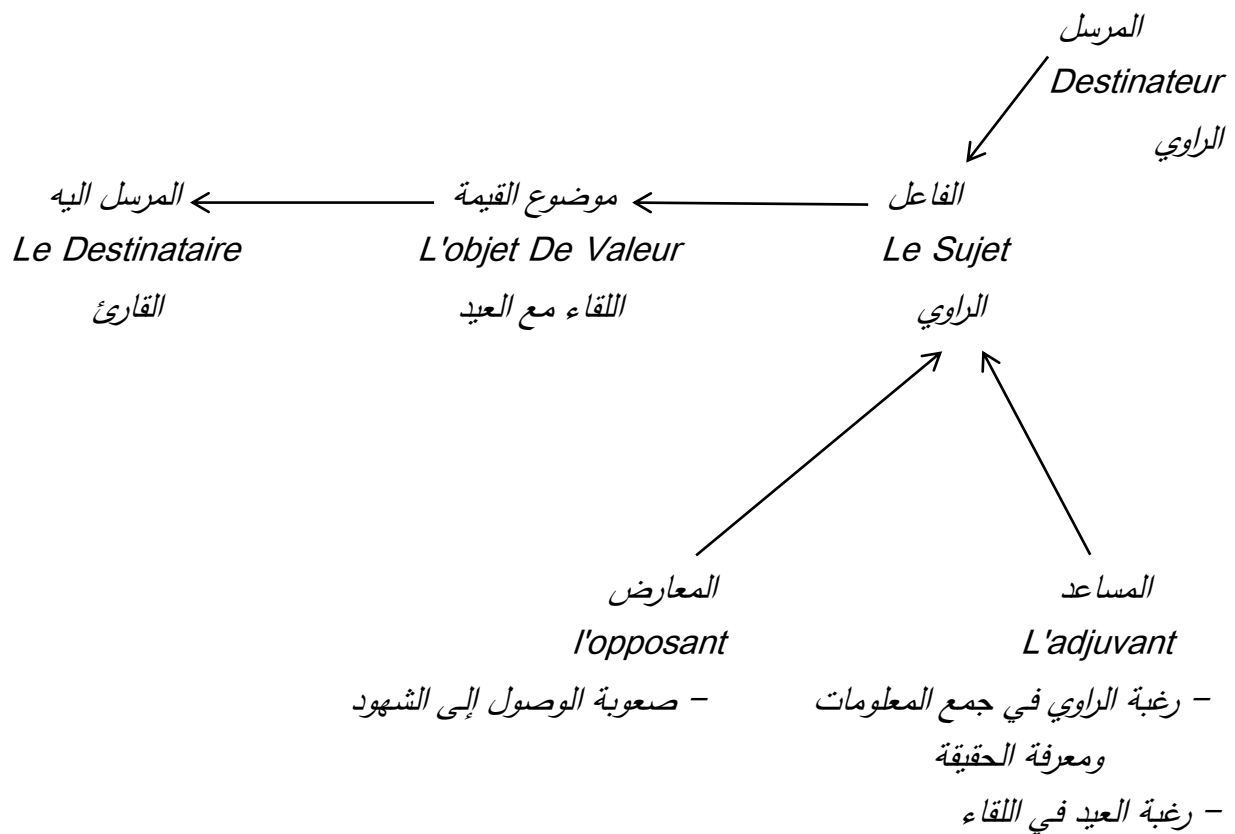 المرسل
Destinateur
الراوي
الفاعل
Le Sujet
الراوي
موضوع القيمة
L'objet De Valeur
اللقاء مع العيد
المرسل اليه
Le Destinataire
القارئ
المساعد
L'adjuvant
- رغبة الراوي في جمع المعلومات
ومعرفة الحقيقة
- رغبة العيد في اللقاء
المعارض
l'opposant
- صعوبة الوصول إلى الشهود